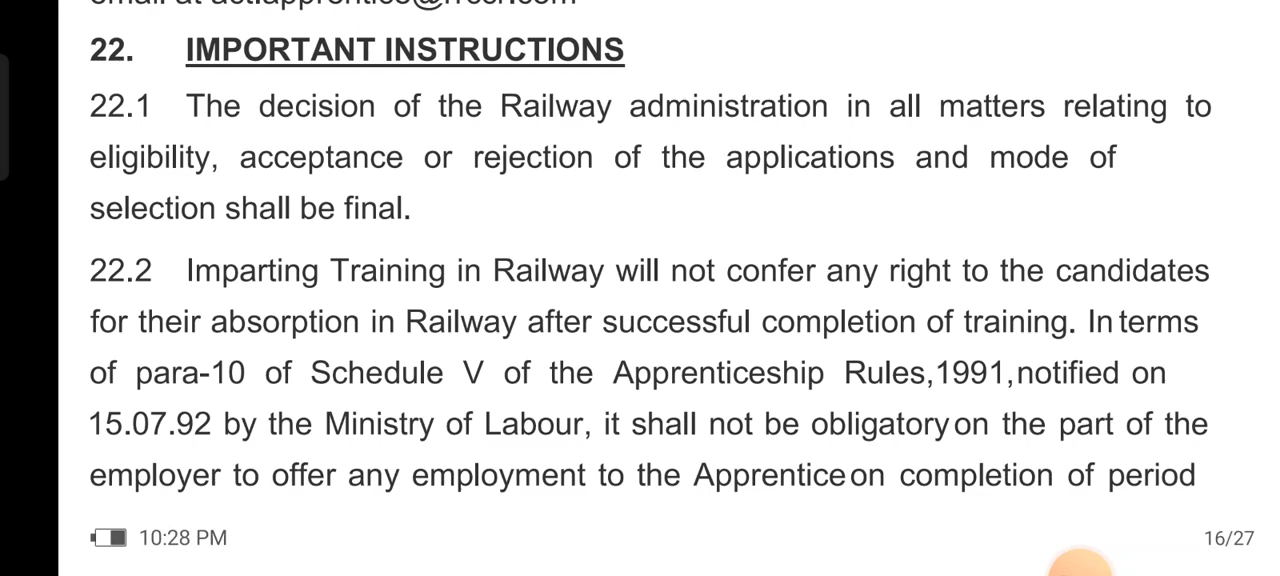 22. IMPORTANT INSTRUCTIONS
22.1 The decision of the Railway administration in all matters relating to
eligibility, acceptance or rejection of the applications and mode of
selection shall be final.
22.2 Imparting Training in Railway will not confer any right to the candidates
for their absorption in Railway after successful completion of training. In terms
of para-10 of Schedule V of the Apprenticeship Rules,1991,notified on
15.07.92 by the Ministry of Labour, it shall not be obligatory on the part of the
employer to offer any employment to the Apprentice on completion of period
10:28 PM 16/27